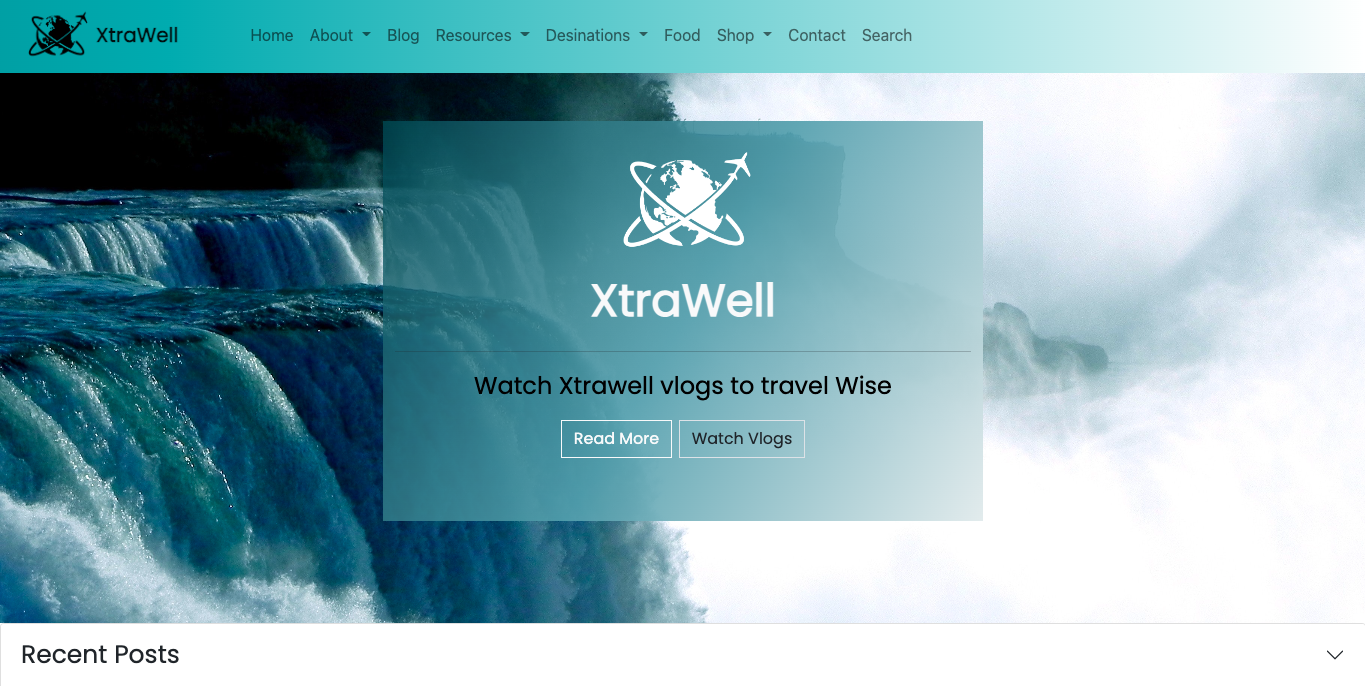 XtraWell
Home About Blog Resources Desinations Food Shop Contact Search
XtraWell
Watch Xtrawell vlogs to travel Wise
Read More Watch Vlogs
Recent Posts